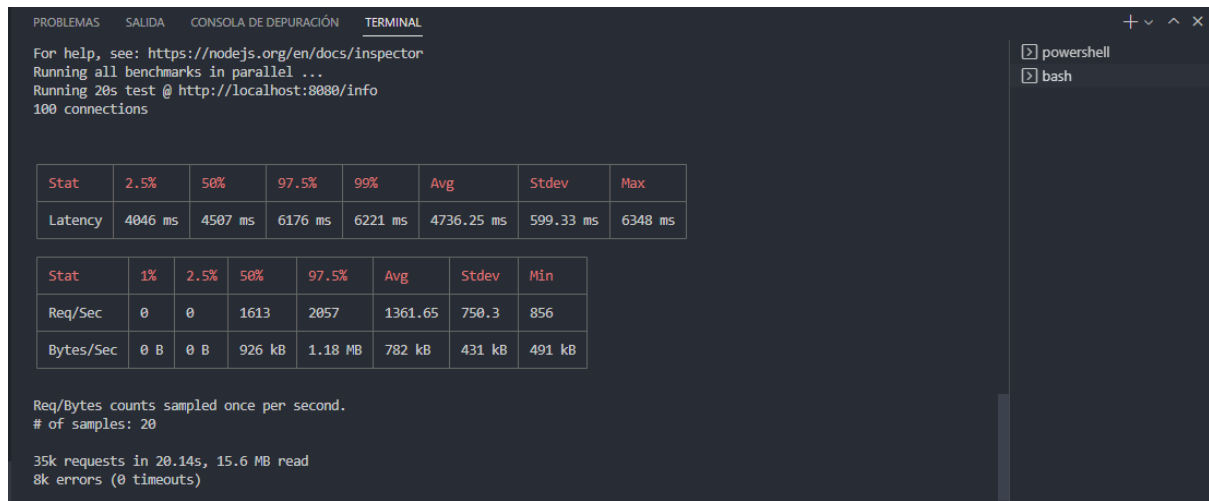 PROBLEMAS SALIDA CONSOLA DE DEPURACIÓN TERMINAL
For help, see: https://nodejs.org/en/docs/inspector
Running all benchmarks in parallel ...
Running 20s test @ http://localhost:8080/info
100 connections
Stat 2.5% 50% 97.5% 99% Avg Stdev Max
Latency 4046 ms 4507 ms 6176 ms 6221 ms 4736.25 ms 599.33 ms 6348 ms
Stat 1% 2.5% 50% 97.5% Avg Stdev Min
Req/Sec 0 0 1613 2057 1361.65 750.3 856
Bytes/Sec 0 B 0 B 926 kB 1.18 MB 782 kB 431 kB 491 kB
Req/Bytes counts sampled once per second.
# of samples: 20
35k requests in 20.14s, 15.6 MB read
8k errors (0 timeouts)
powershell
bash